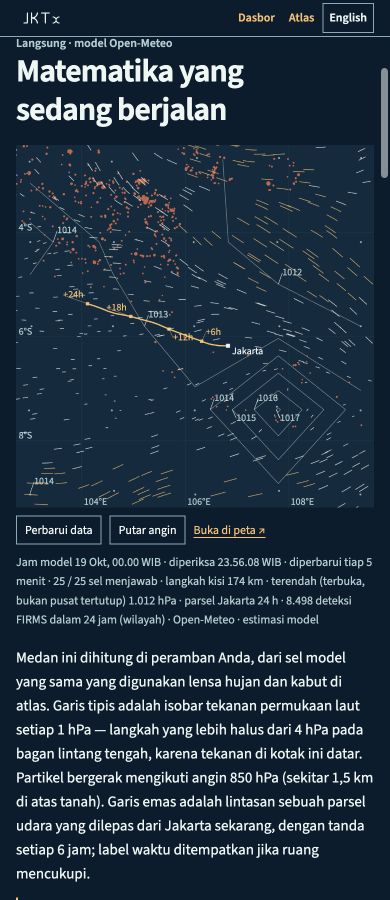 JKTx
Dasbor Atlas English
Langsung · model Open-Meteo
Matematika yang
sedang berjalan
4°S
1014
1012
+24h
+18h
1013
6°S
+12h
+6h
Jakarta
1014
1016
1015
1017
8°S
1014
104°E
106°E
108°E
Perbarui data
Putar angin
Buka di peta ↗
Jam model 19 Okt, 00.00 WIB · diperiksa 23.56.08 WIB · diperbarui tiap 5
menit · 25 / 25 sel menjawab · langkah kisi 174 km · terendah (terbuka,
bukan pusat tertutup) 1.012 hPa · parsel Jakarta 24 h · 8.498 deteksi
FIRMS dalam 24 jam (wilayah) · Open-Meteo · estimasi model
Medan ini dihitung di peramban Anda, dari sel model
yang sama yang digunakan lensa hujan dan kabut di
atlas. Garis tipis adalah isobar tekanan permukaan laut
setiap 1 hPa — langkah yang lebih halus dari 4 hPa pada
bagan lintang tengah, karena tekanan di kotak ini datar.
Partikel bergerak mengikuti angin 850 hPa (sekitar 1,5 km
di atas tanah). Garis emas adalah lintasan sebuah parsel
udara yang dilepas dari Jakarta sekarang, dengan tanda
setiap 6 jam; label waktu ditempatkan jika ruang
mencukupi.